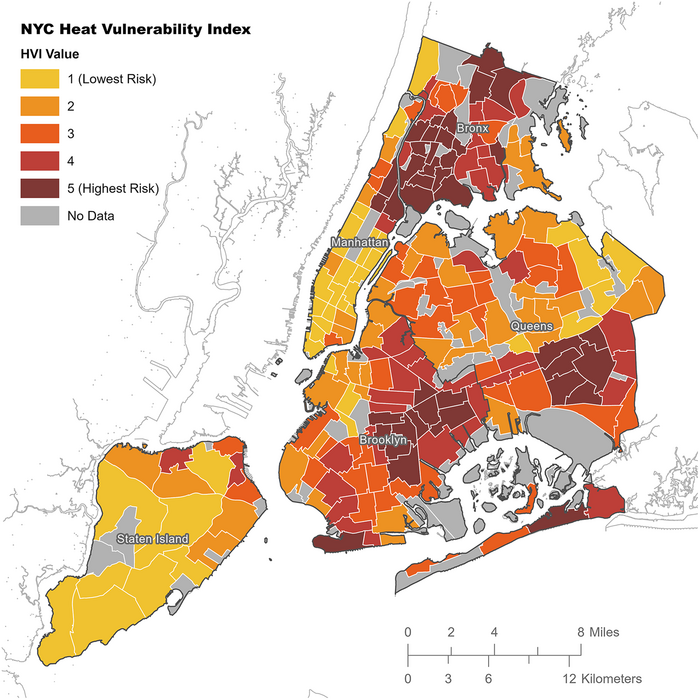 NYC Heat Vulnerability Index
HVI Value
1 (Lowest Risk)
2
3
4
5 (Highest Risk)
No Data
Bronx
Manhattan
Queens
Brooklyn
Staten Island
0 2 4 8 Miles
0 3 6 12 Kilometers